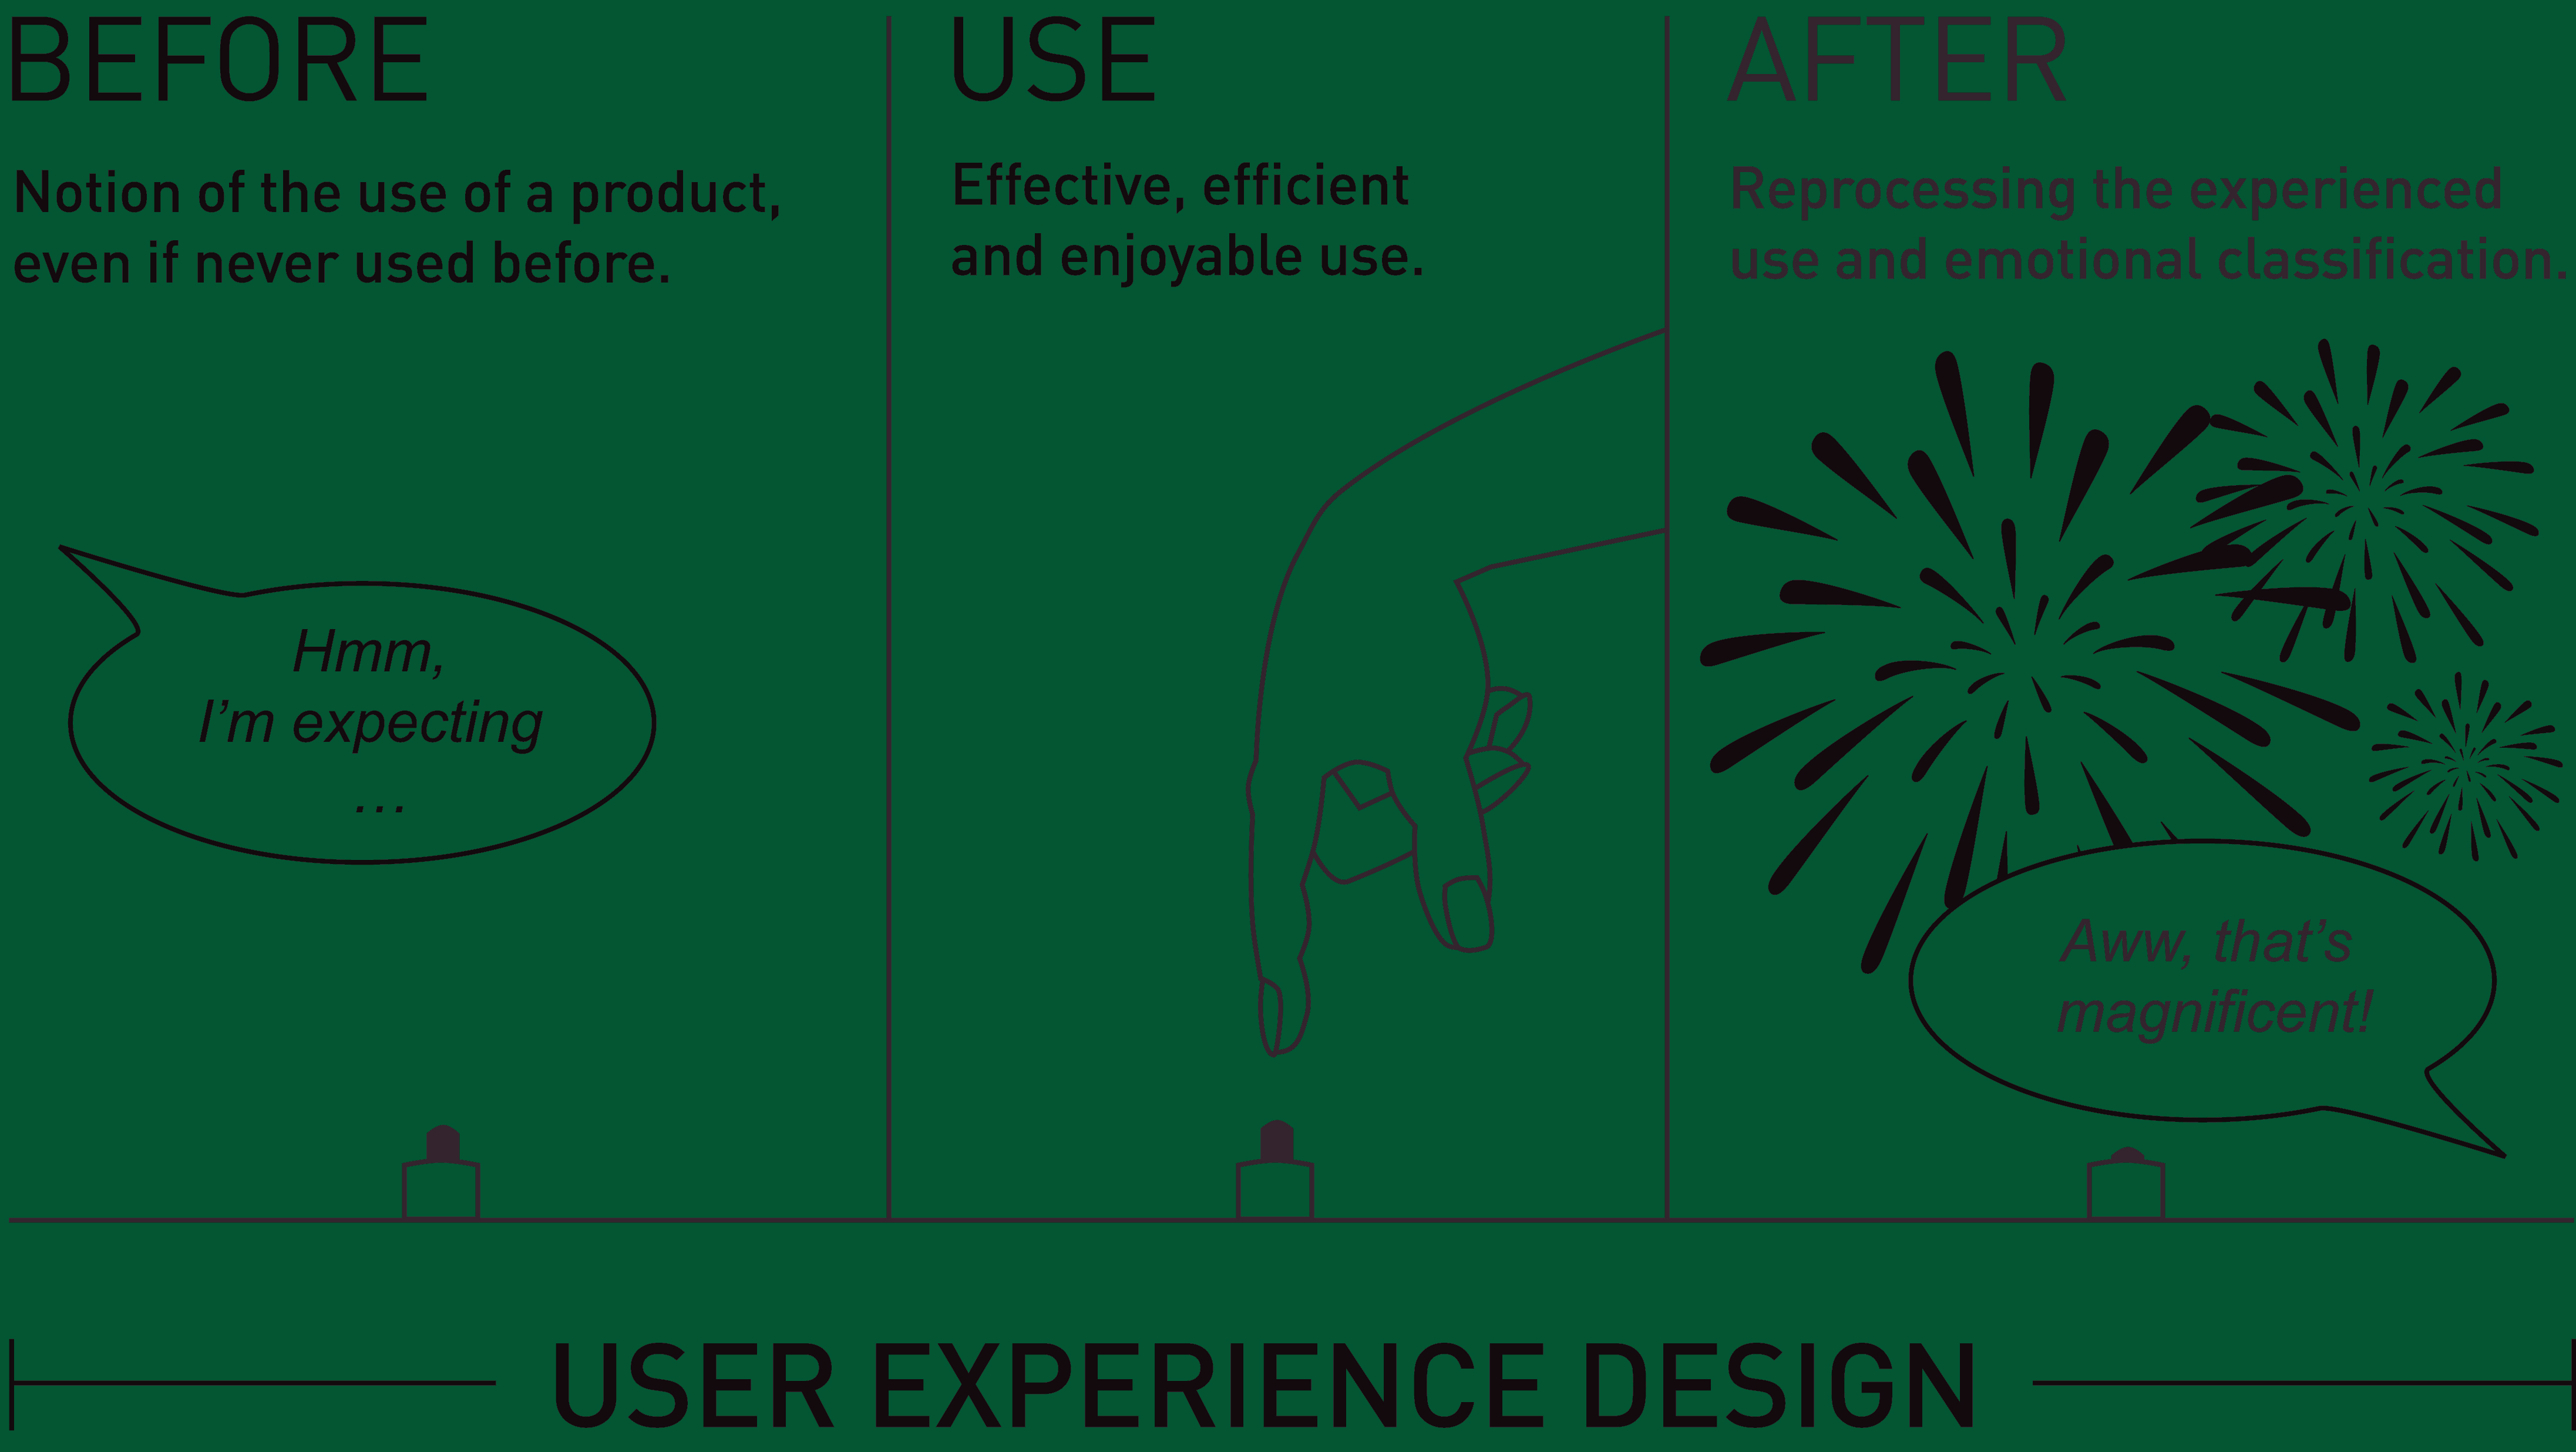 BEFORE
Notion of the use of a product,
even if never used before.
Hmm,
I’m expecting
…
USE
Effective, efficient
and enjoyable use.
AFTER
Reprocessing the experienced
use and emotional classification.
Aww, that’s
magnificent!
USER EXPERIENCE DESIGN